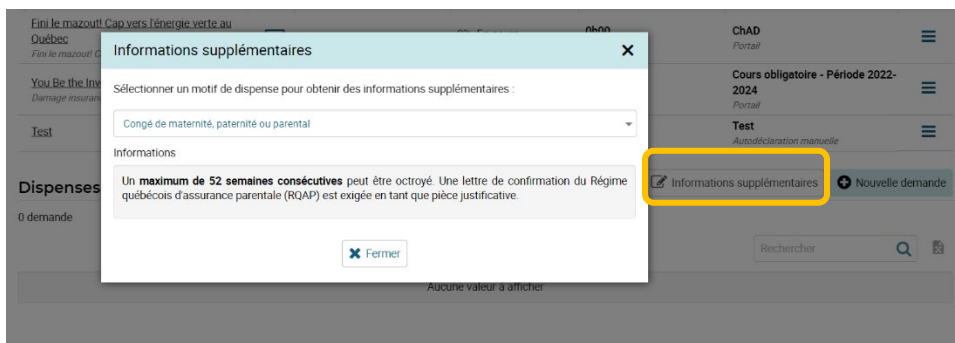 Fini le mazout! Cap vers l'énergie verte au
Québec
Fini le mazout! C
0h00
ChAD
Portail
Informations supplémentaires
You Be the Inv
Damage insuran
Sélectionner un motif de dispense pour obtenir des informations supplémentaires :
Cours obligatoire - Période 2022-
2024
Portail
Congé de maternité, paternité ou parental
Test
Test
Autodéclaration manuelle
Informations
Un maximum de 52 semaines consécutives peut être octroyé. Une lettre de confirmation du Régime
québécois d'assurance parentale (RQAP) est exigée en tant que pièce justificative.
Dispenses
Informations supplémentaires
Nouvelle demande
0 demande
Fermer
Rechercher
Aucune valeur à afficher